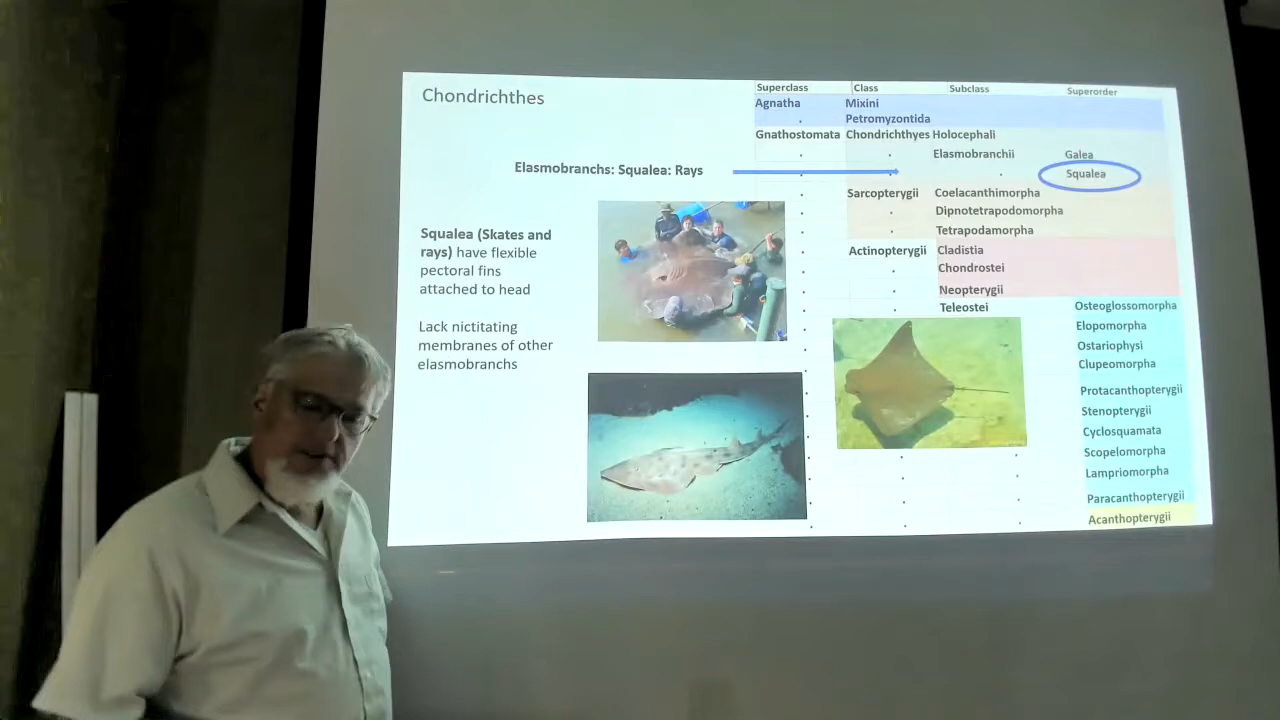 Chondrichthes
Superclass Class Subclass Superorder
Agnatha Mixini
Petromyzontida
Gnathostomata Chondrichthyes Holocephali
Elasmobranchii Galea
Elasmobranchs: Squalea: Rays
Squalea
Sarcopterygii Coelacanthimorpha
Dipnotetrapodomorpha
Tetrapodamorpha
Squalea (Skates and
rays) have flexible
pectoral fins
attached to head
Lack nictitating
membranes of other
elasmobranchs
Actinopterygii Cladistia
Chondrostei
Neopterygii
Teleostei Osteoglossomorpha
Elopomorpha
Ostariophysi
Clupeomorpha
Protacanthopterygii
Stenopterygii
Cyclosquamata
Scopelomorpha
Lampriomorpha
Paracanthopterygii
Acanthopterygii